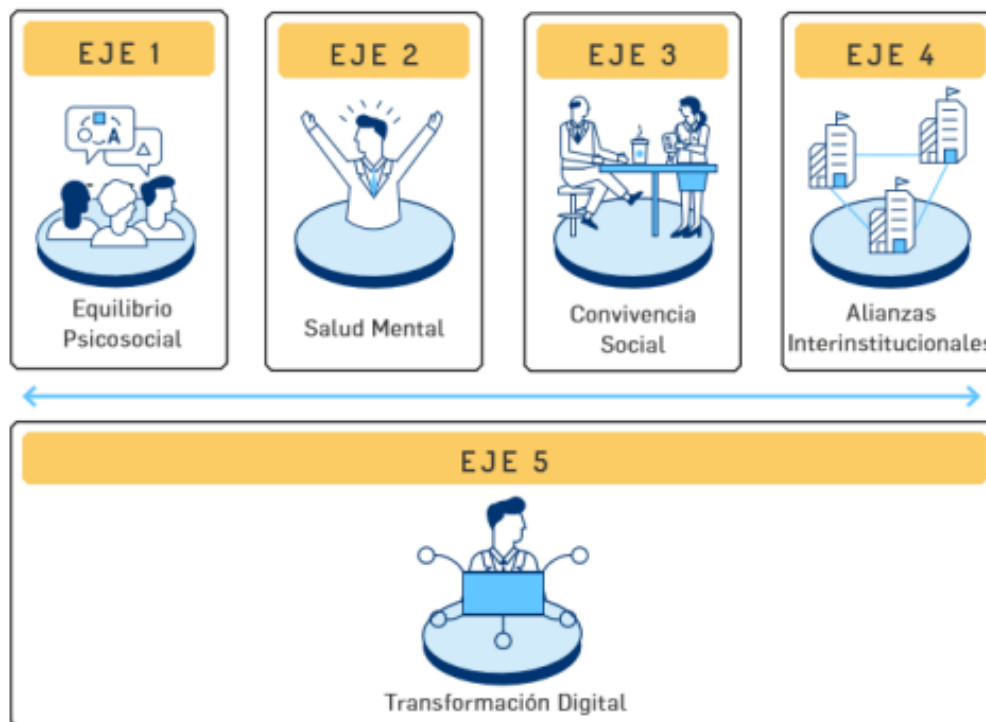 EJE 1
EJE 2
EJE 3
EJE 4
A
Equilibrio
Psicosocial
Salud Mental
Convivencia
Social
Alianzas
Interinstitucionales
EJE 5
Transformación Digital